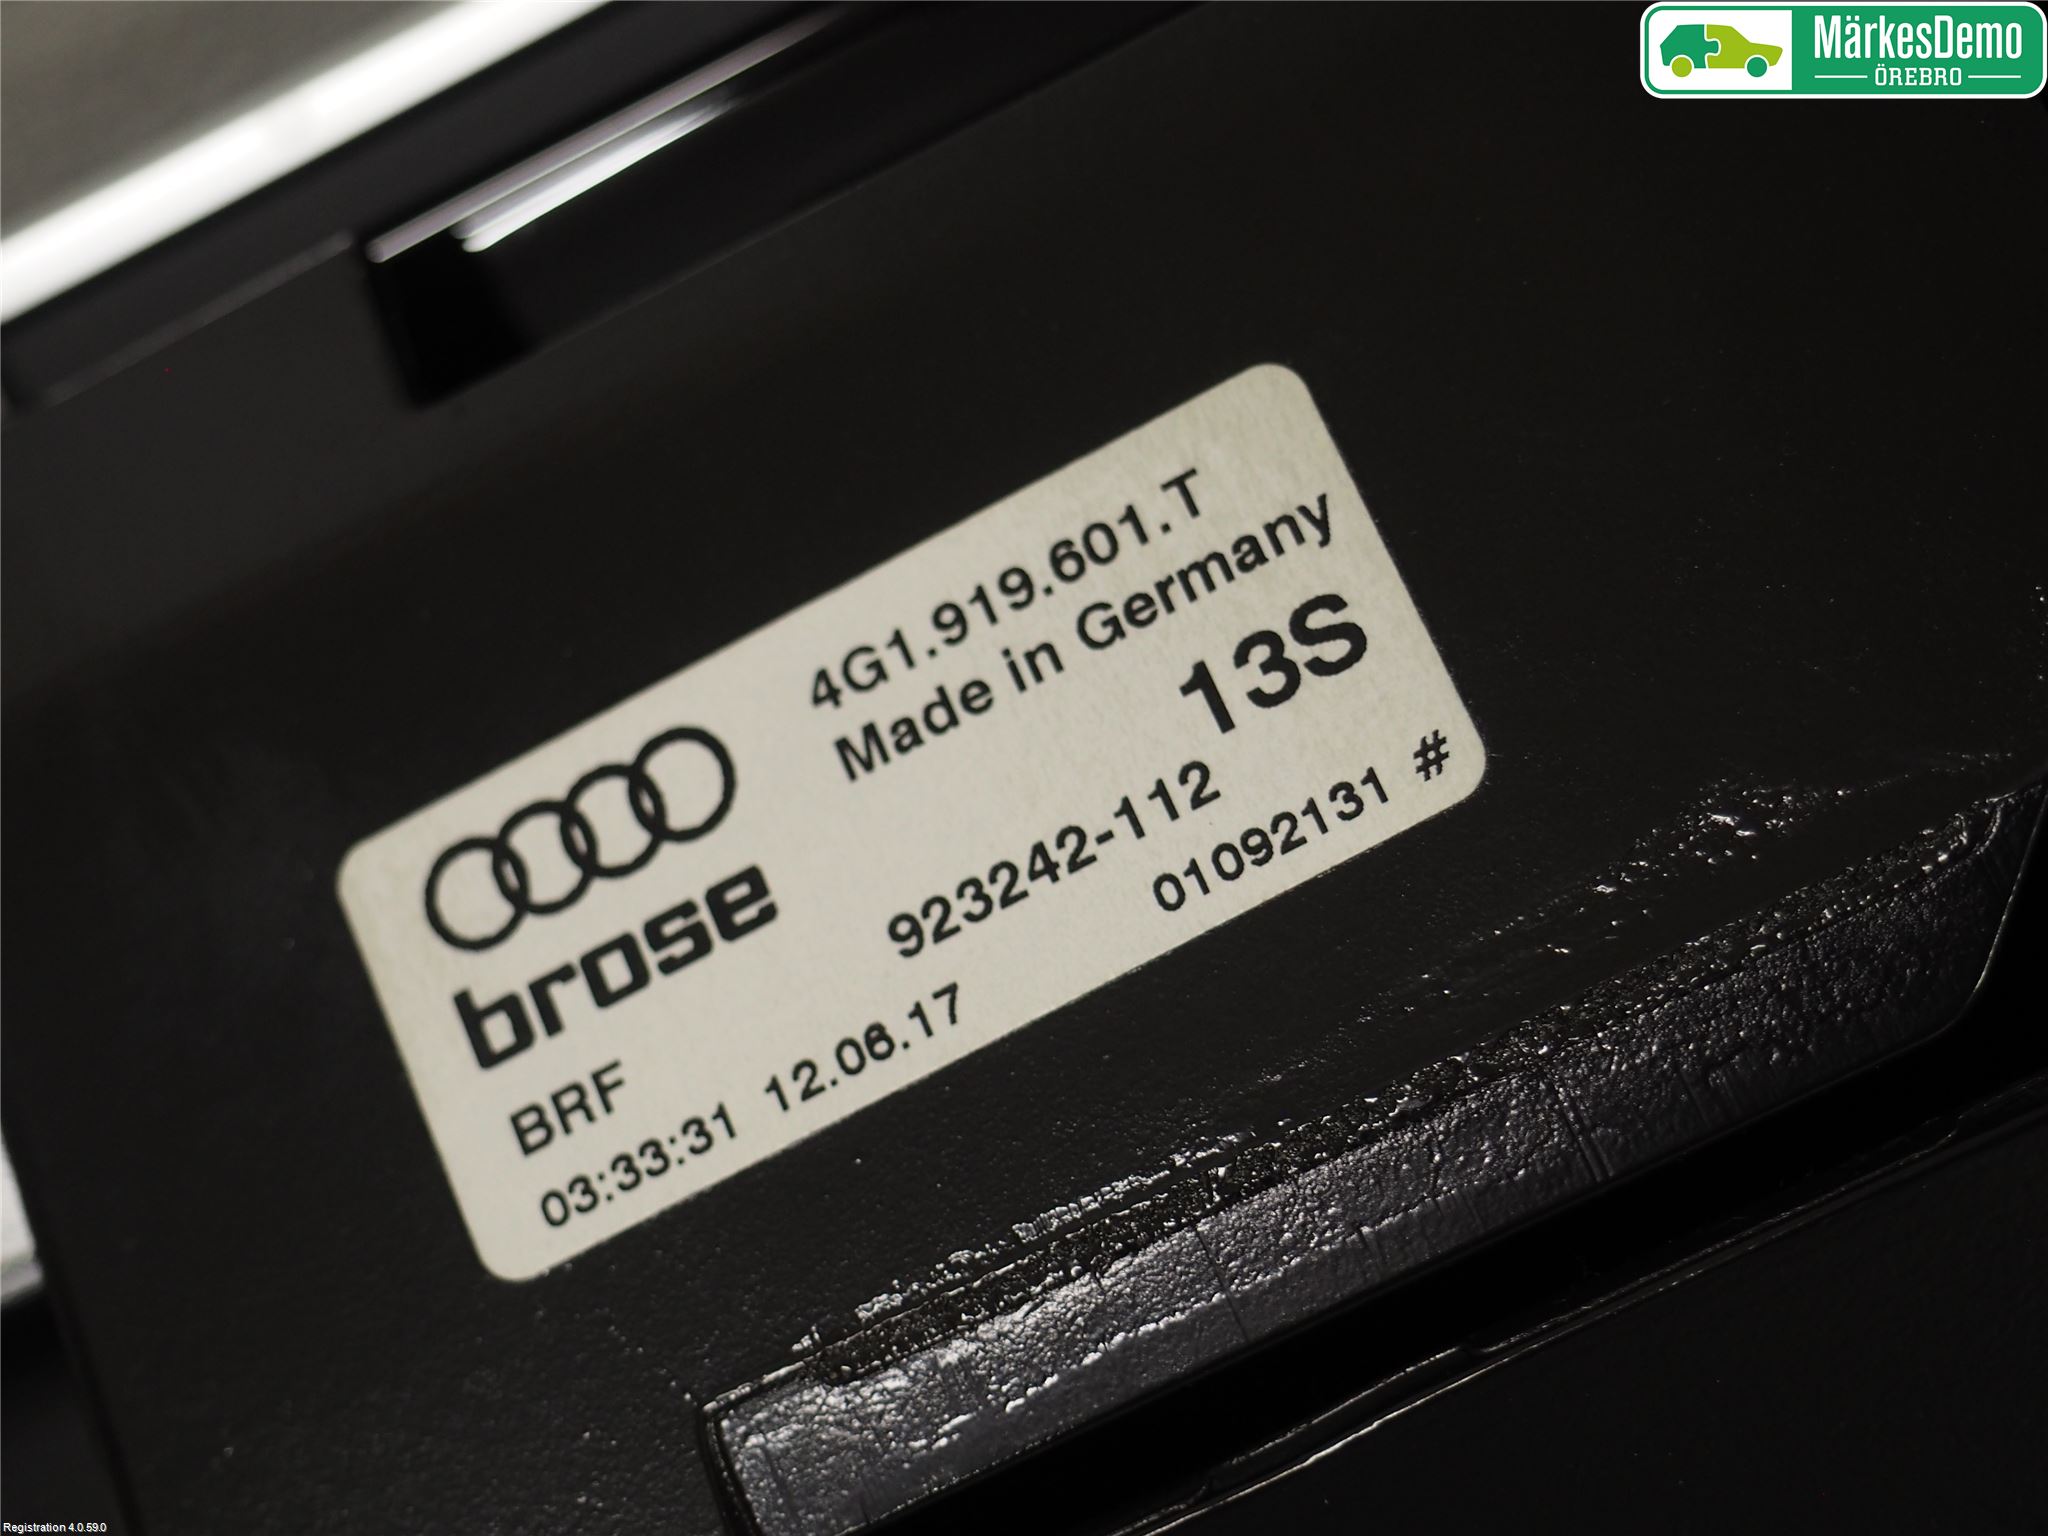 MärkesDemo
ÖREBRO
4G1.919.601.T
Made in Germany
13S
brose
923242-112
BRF
01092131 #
03:33:31 12.06.17
Registration 4.0.59.0